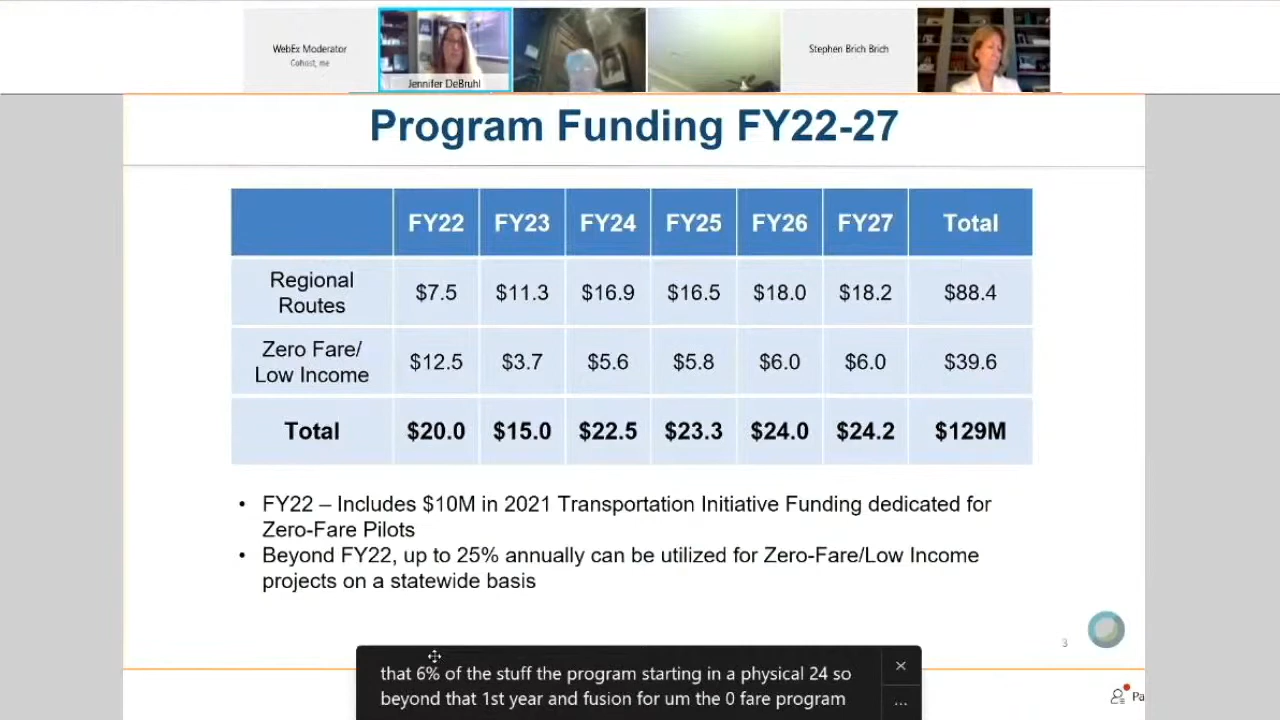 WebEx Moderator
Cohost, me
Jennifer DeBruhl
Stephen Brich Brich
Program Funding FY22-27
FY22 FY23 FY24 FY25 FY26 FY27 Total
Regional
Routes
$7.5 $11.3 $16.9 $16.5 $18.0 $18.2 $88.4
Zero Fare/
Low Income
$12.5 $3.7 $5.6 $5.8 $6.0 $6.0 $39.6
Total $20.0 $15.0 $22.5 $23.3 $24.0 $24.2 $129M
• FY22 – Includes $10M in 2021 Transportation Initiative Funding dedicated for
Zero-Fare Pilots
• Beyond FY22, up to 25% annually can be utilized for Zero-Fare/Low Income
projects on a statewide basis
3
that 6% of the stuff the program starting in a physical 24 so
beyond that 1st year and fusion for um the 0 fare program
Pa